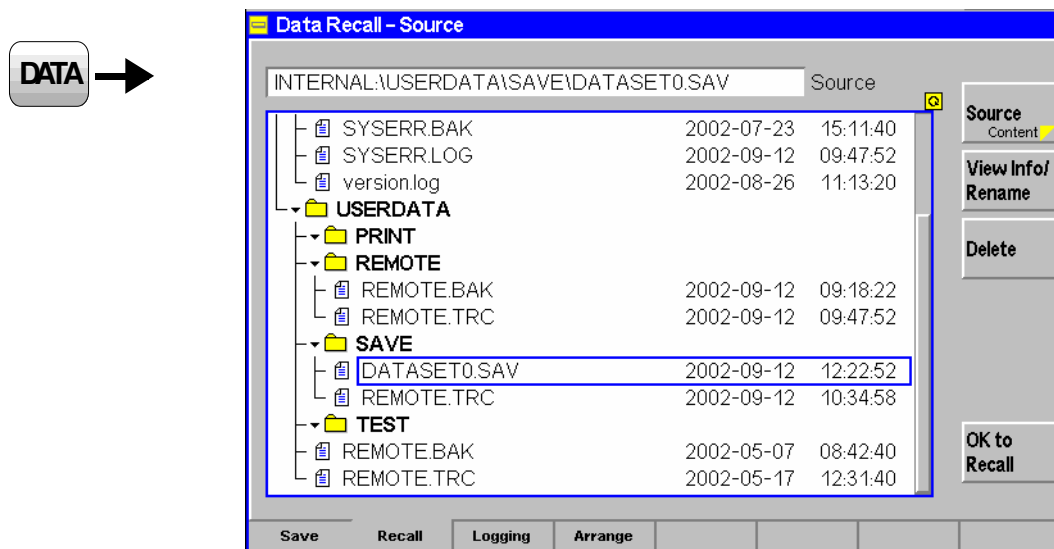 DATA
Data Recall – Source
INTERNAL:\USERDATA\SAVE\DATASET0.SAV Source
SYSERR.BAK 2002-07-23 15:11:40
SYSERR.LOG 2002-09-12 09:47:52
version.log 2002-08-26 11:13:20
USERDATA
PRINT
REMOTE
REMOTE.BAK 2002-09-12 09:18:22
REMOTE.TRC 2002-09-12 09:47:52
SAVE
DATASET0.SAV 2002-09-12 12:22:52
REMOTE.TRC 2002-09-12 10:34:58
TEST
REMOTE.BAK 2002-05-07 08:42:40
REMOTE.TRC 2002-05-17 12:31:40
Source
Content
View Info/
Rename
Delete
OK to
Recall
Save Recall Logging Arrange